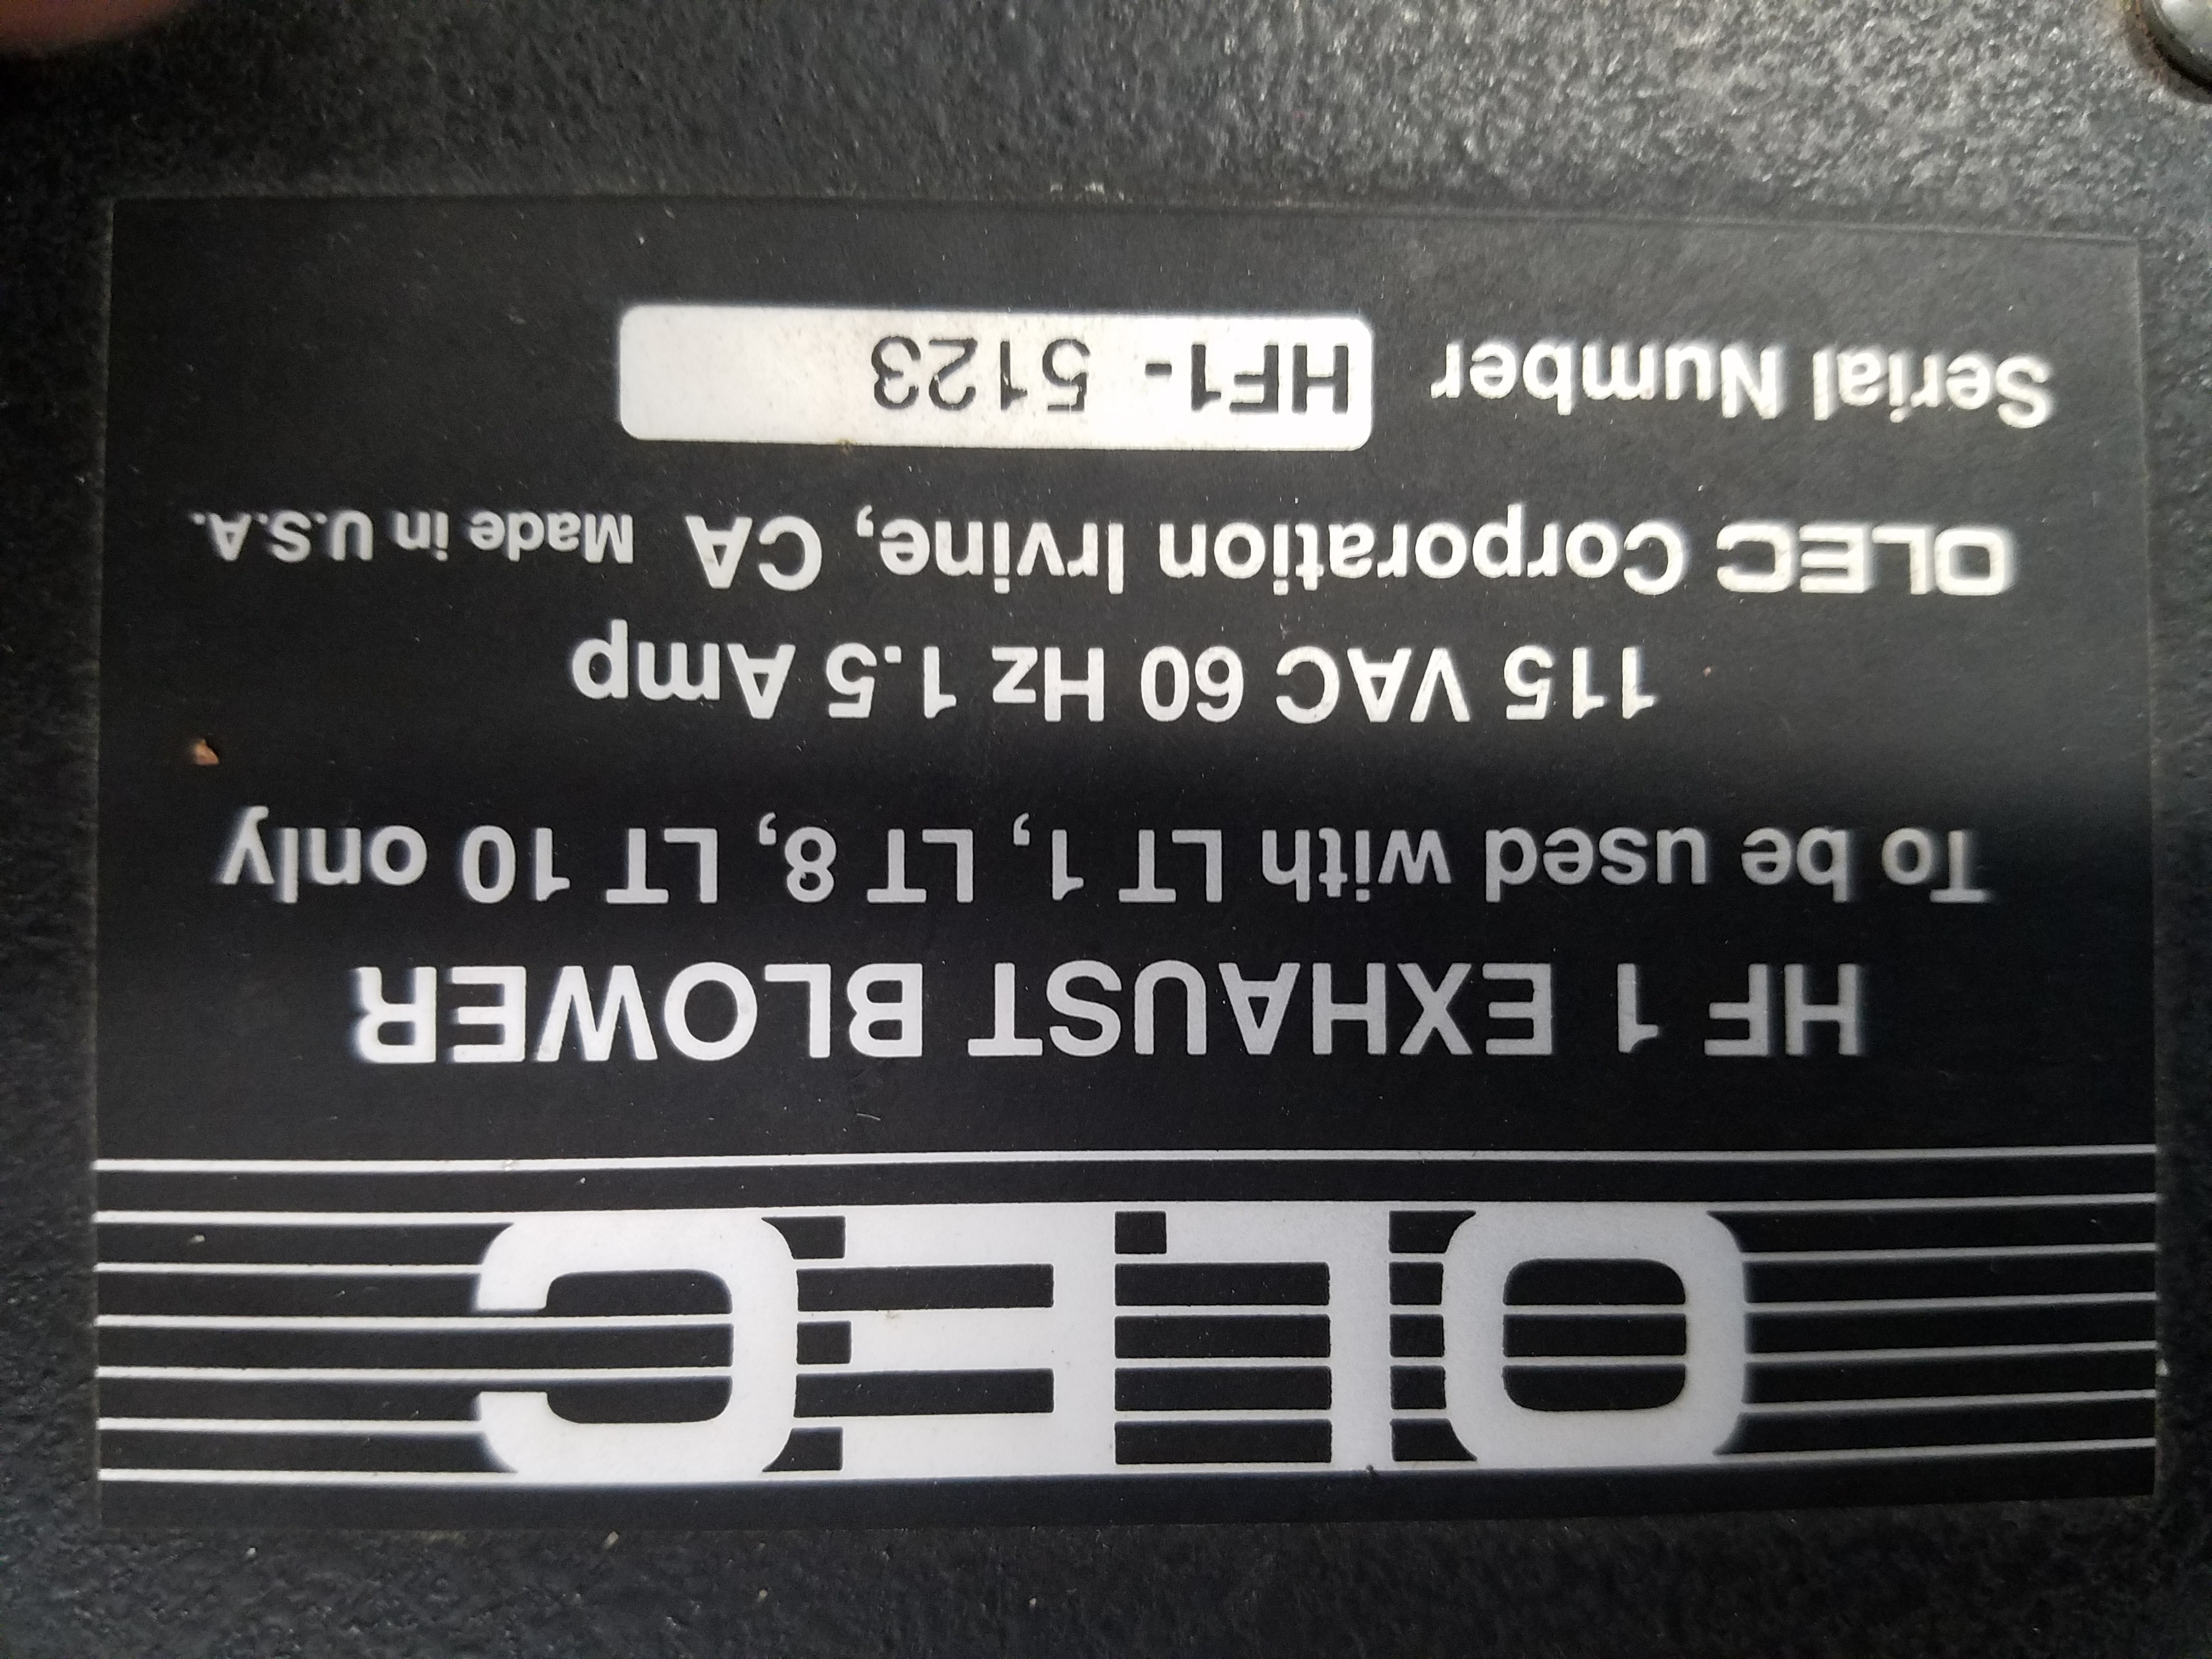 OLEC
HF 1 EXHAUST BLOWER
To be used with LT 1, LT 8, LT 10 only
115 VAC 60 Hz 1.5 Amp
OLEC Corporation Irvine, CA Made in U.S.A.
Serial Number HF1- 5123